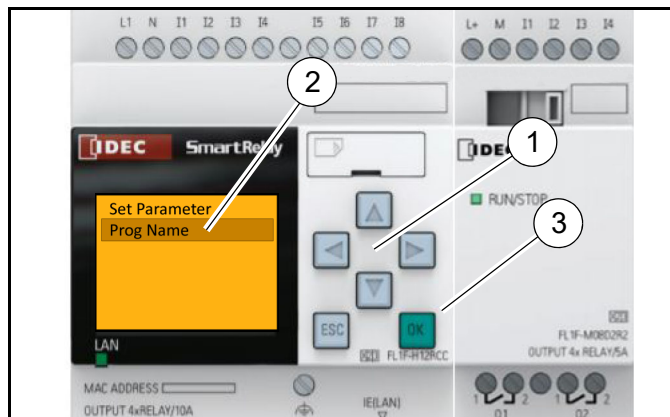 L1 N I1 I2 I3 I4 I5 I6 I7 I8
L+ M I1 I2 I3 I4
2
IDEC SmartRelay
1
IDEC
Set Parameter
Prog Name
RUN/STOP
3
ESC
OK
LAN
FL1F-H12RCC
FL1F-M08D2R2
OUTPUT 4x RELAY/5A
MAC ADDRESS
OUTPUT 4xRELAY/10A
IE(LAN)
1 2 1 2
Q1 Q2